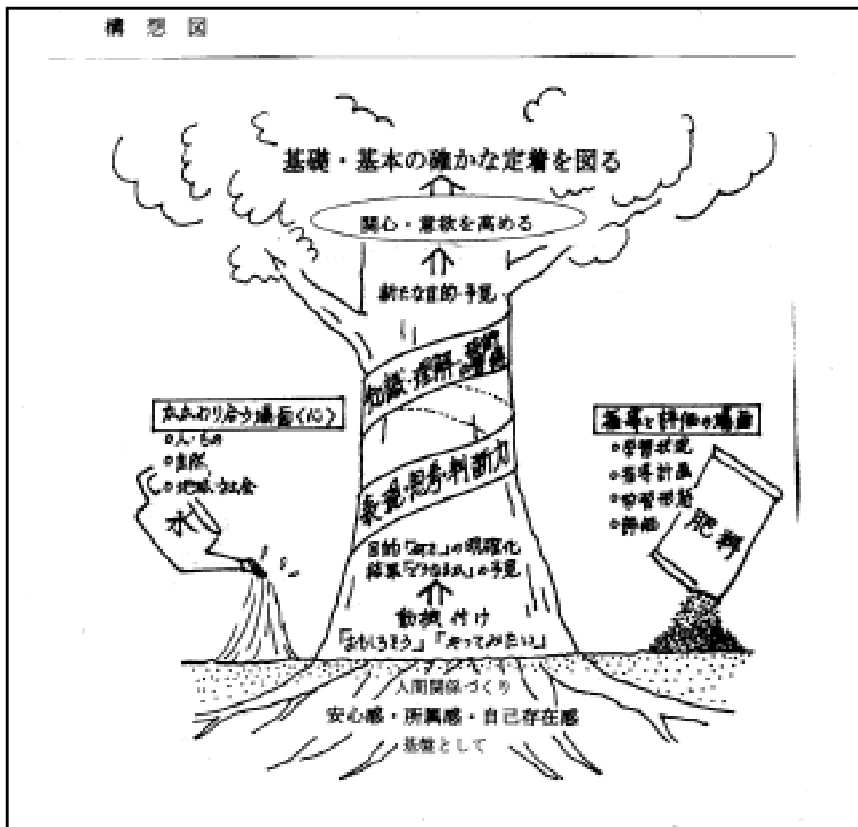 構想図
基礎・基本の確かな定着を図る
関心・意欲を高める
新たな目的・予見
知識・理解・技能
の習得
表現・思考・判断力
かかわり合う場面
人・もの
自然
地域・社会
水
指導と評価の場面
学習状況
指導計画
学習形態
評価
肥料
目的「何を」の明確化
結果「どうなるか」の予見
動機付け
「おもしろそう」「やってみたい」
人間関係づくり
安心感・所属感・自己存在感
基盤として